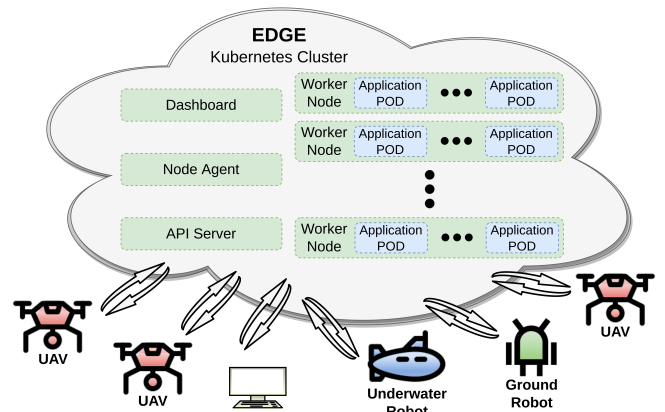 EDGE
Kubernetes Cluster
Dashboard
Node Agent
API Server
Worker
Node
Application
POD
Application
POD
Worker
Node
Application
POD
Application
POD
Worker
Node
Application
POD
Application
POD
UAV
UAV
Underwater
Robot
Ground
Robot
UAV